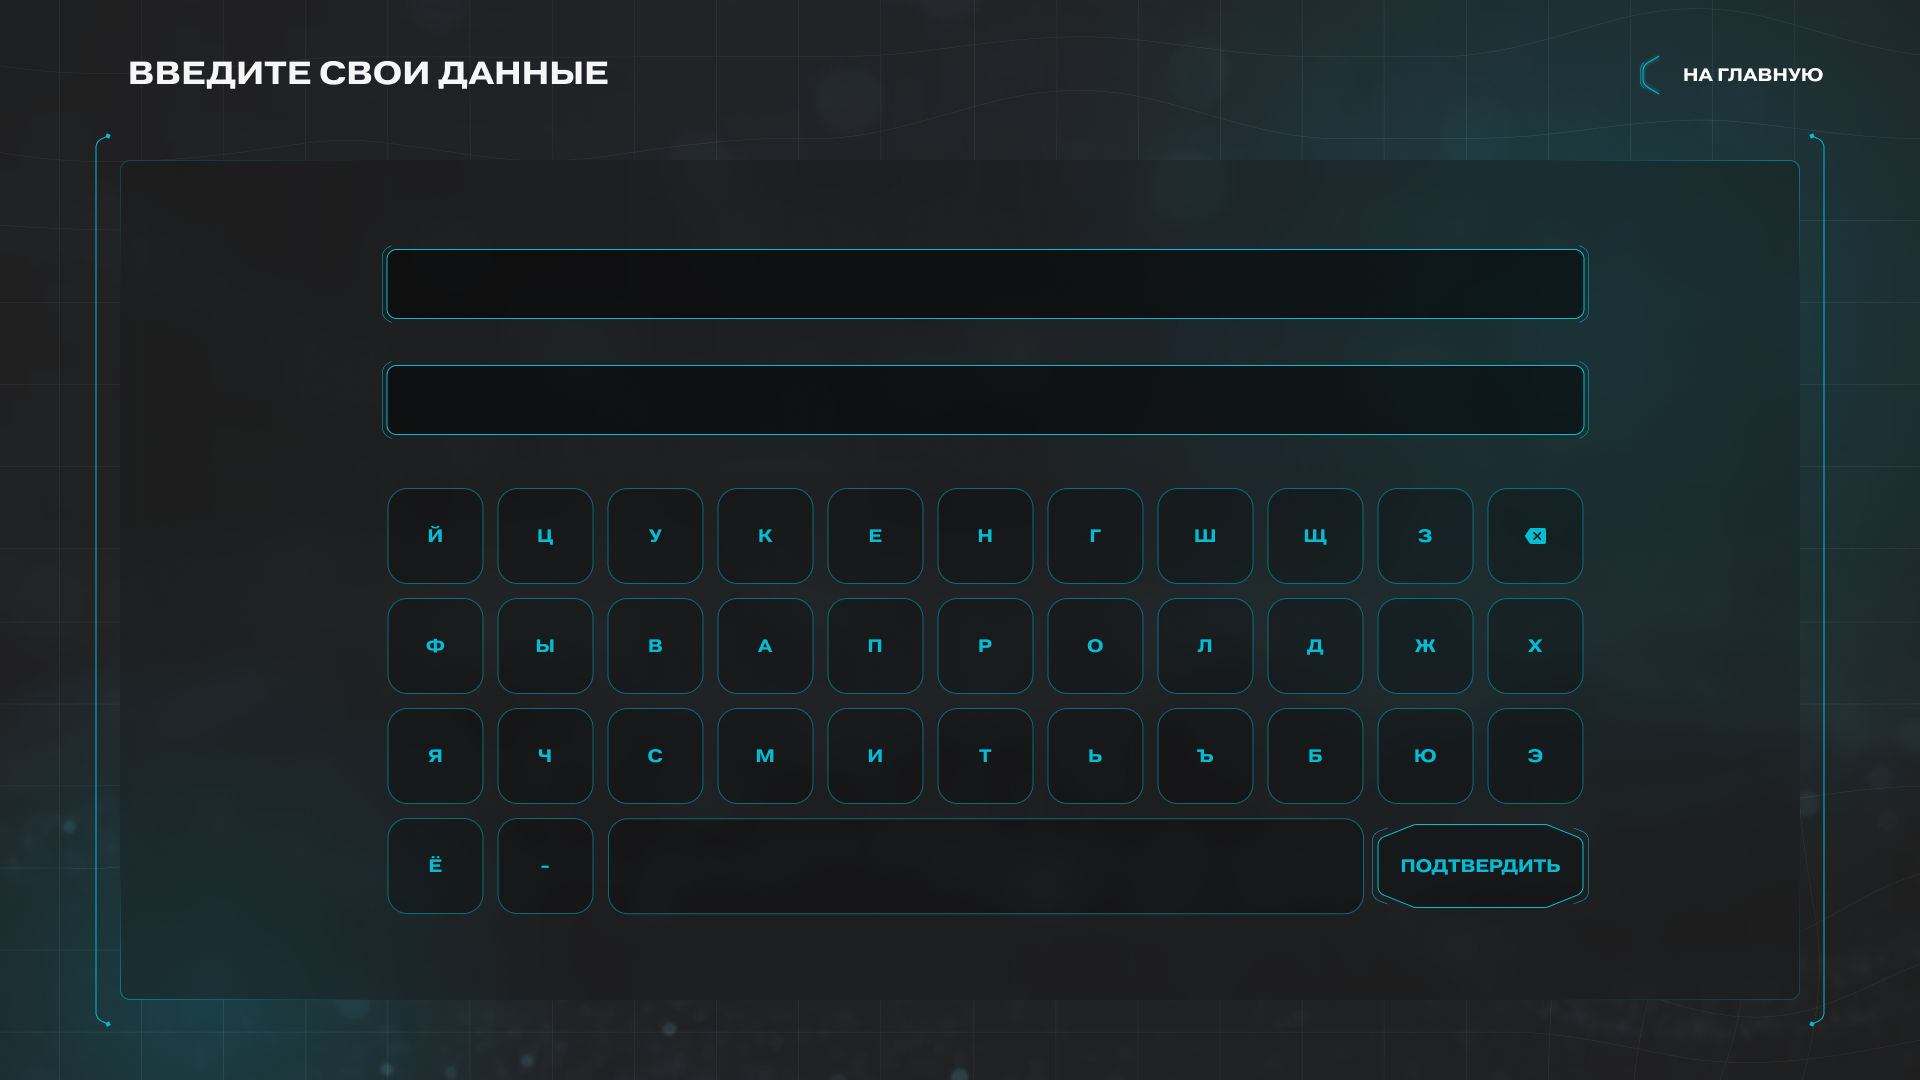 ВВЕДИТЕ СВОИ ДАННЫЕ
НА ГЛАВНУЮ
Й Ц У К Е Н Г Ш Щ З
Ф Ы В А П Р О Л Д Ж Х
Я Ч С М И Т Ь Ъ Б Ю Э
Ё - ПОДТВЕРДИТЬ